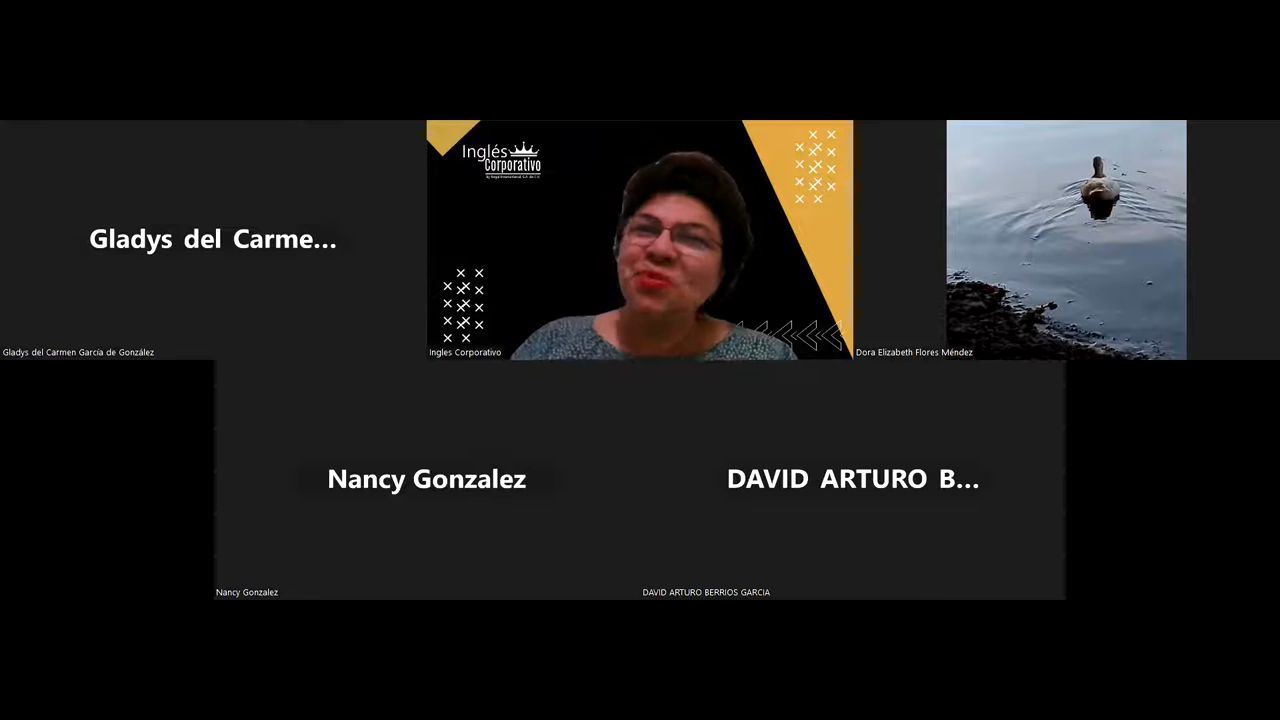 Gladys del Carme...
Gladys del Carmen García de González
Inglés
Corporativo
Ingles Corporativo
Dora Elizabeth Flores Méndez
Nancy Gonzalez
Nancy Gonzalez
DAVID ARTURO B...
DAVID ARTURO BERRIOS GARCIA